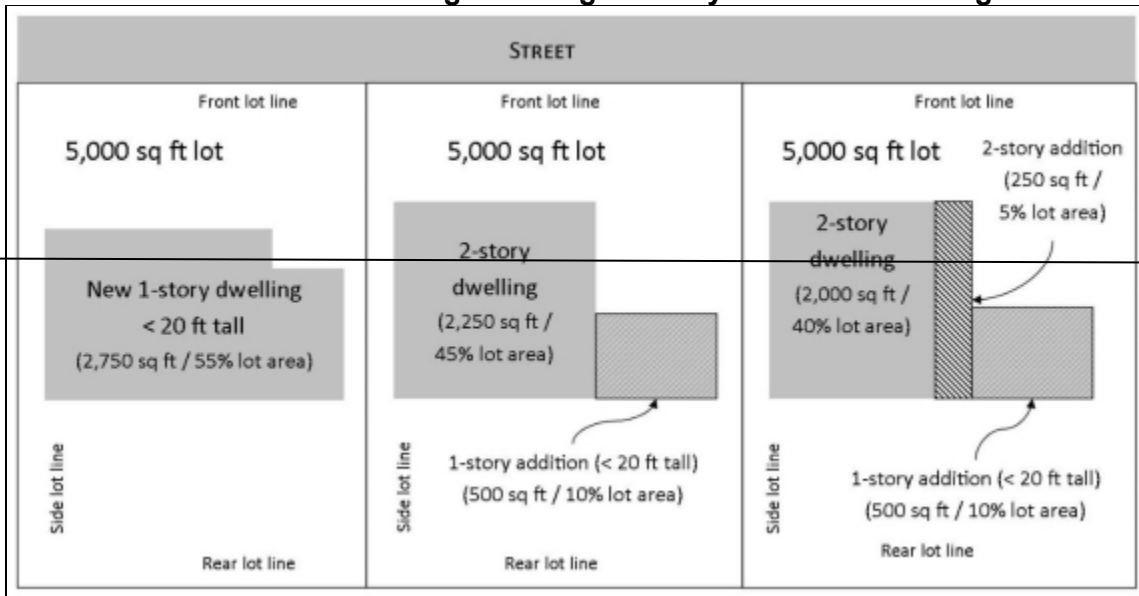 STREET
Front lot line
5,000 sq ft lot
New 1-story dwelling
< 20 ft tall
(2,750 sq ft / 55% lot area)
Side lot line
Rear lot line
Front lot line
5,000 sq ft lot
2-story
dwelling
(2,250 sq ft /
45% lot area)
1-story addition (< 20 ft tall)
(500 sq ft / 10% lot area)
Side lot line
Rear lot line
Front lot line
5,000 sq ft lot
2-story addition
(250 sq ft /
5% lot area)
2-story
dwelling
(2,000 sq ft /
40% lot area)
1-story addition (< 20 ft tall)
(500 sq ft / 10% lot area)
Side lot line
Rear lot line